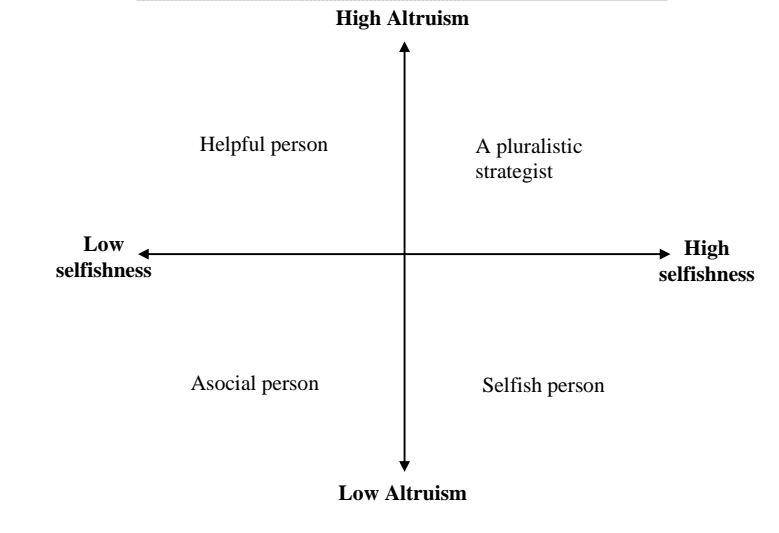 High Altruism
Helpful person
A pluralistic
strategist
Low
selfishness
High
selfishness
Asocial person
Selfish person
Low Altruism